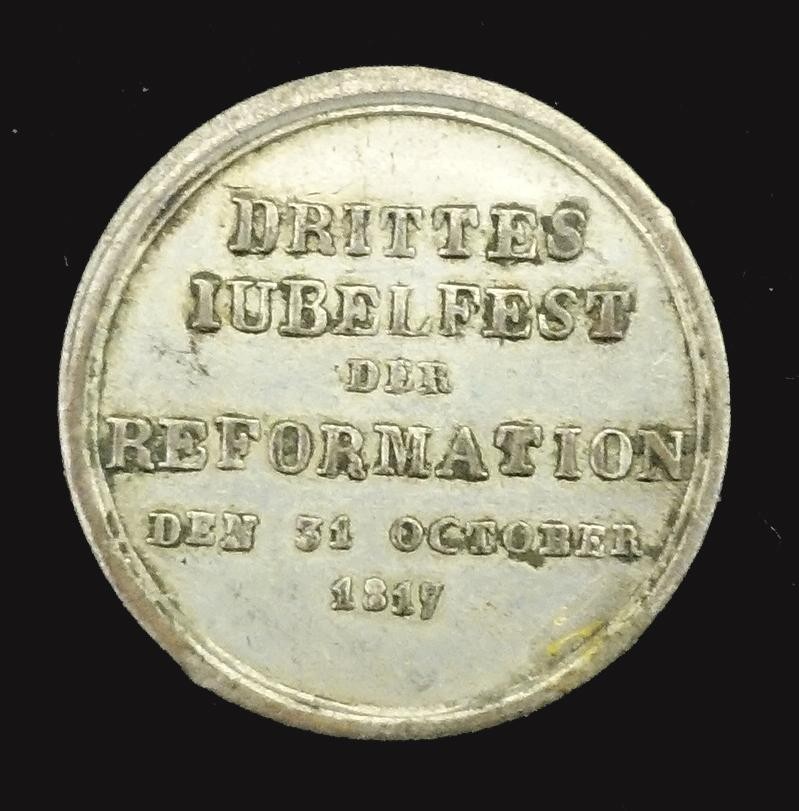 DRITTES
IUBELFEST
DER
REFORMATION
DEN 31 OCTOBER
1817